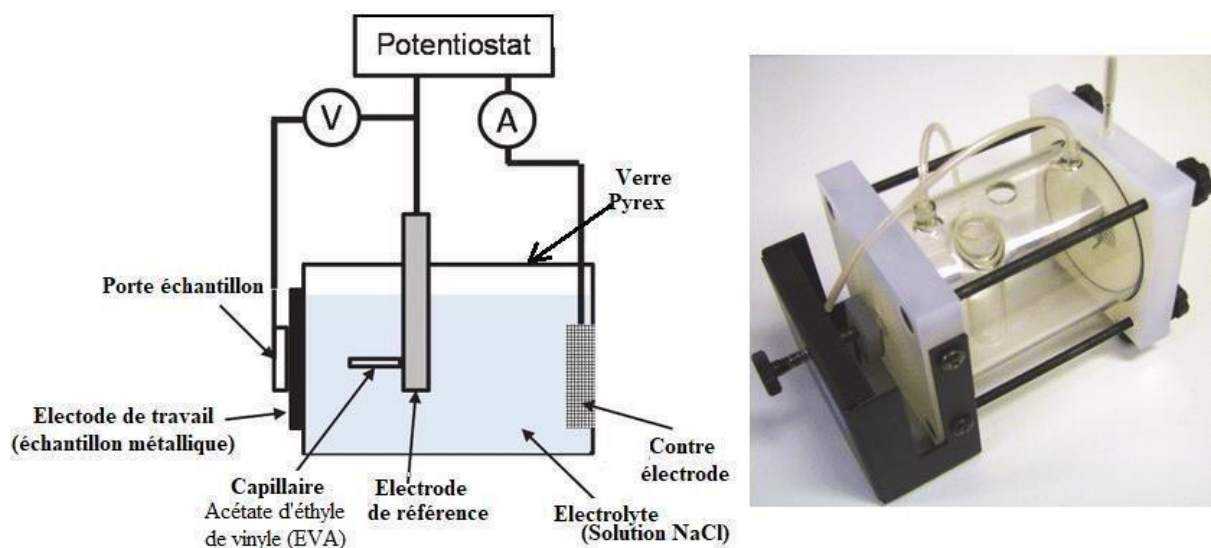 Potentiostat
V
A
Verre
Pyrex
Porte échantillon
Electode de travail
(échantillon métallique)
Capillaire
Acétate d'éthyle
de vinyle (EVA)
Electrode
de référence
Electrolyte
(Solution NaCl)
Contre
électrode